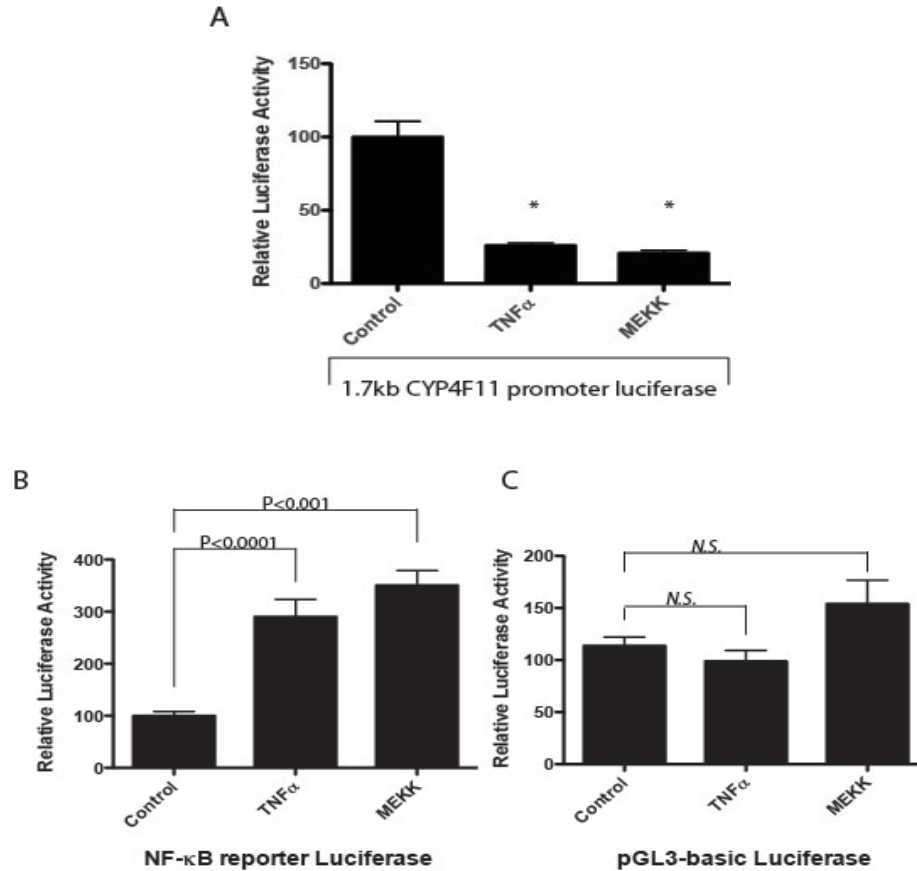 A
Relative Luciferase Activity
150
100
50
0
*
*
Control
TNFα
MEKK
1.7kb CYP4F11 promoter luciferase
B
P<0.001
P<0.0001
Relative Luciferase Activity
400
300
200
100
0
Control
TNFα
MEKK
NF-κB reporter Luciferase
C
N.S.
N.S.
Relative Luciferase Activity
200
150
100
50
0
Control
TNFα
MEKK
pGL3-basic Luciferase